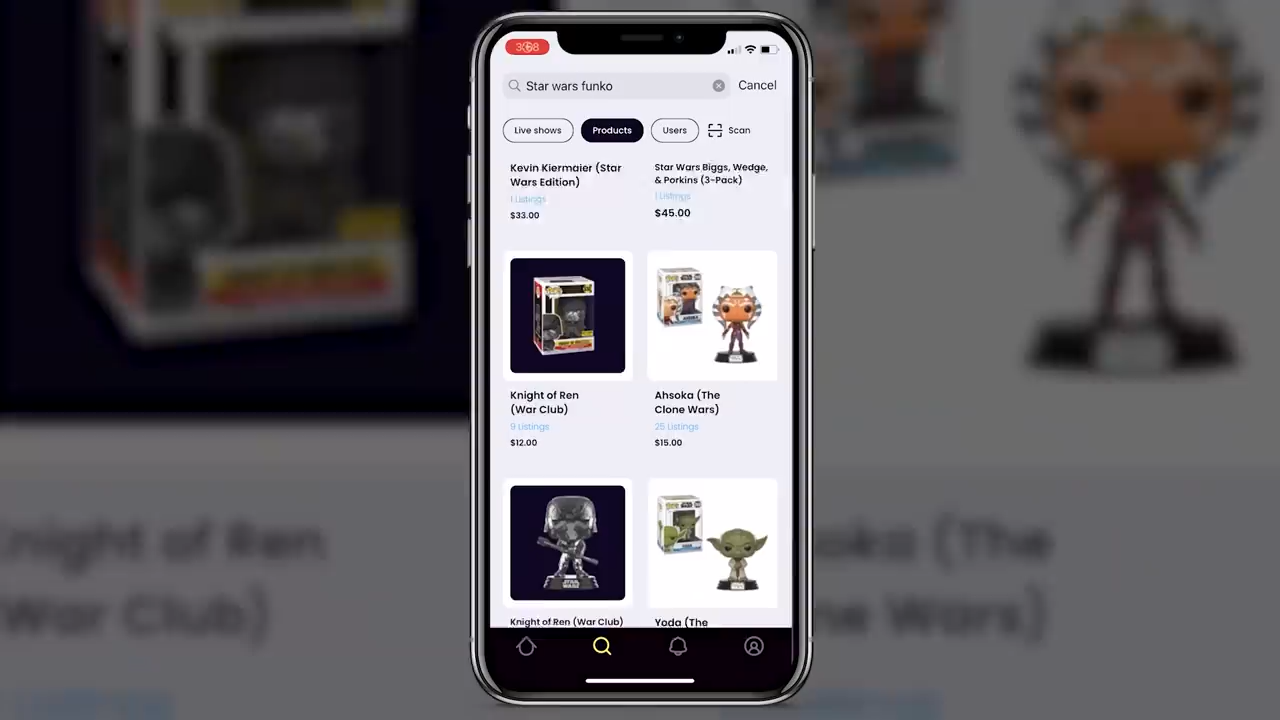 Star wars funko
Cancel
Live shows
Products
Users
Scan
Kevin Kiermaier (Star
Wars Edition)
1 Listings
$33.00
Star Wars Biggs, Wedge,
& Porkins (3-Pack)
1 Listings
$45.00
Knight of Ren
(War Club)
9 Listings
$12.00
Ahsoka (The
Clone Wars)
25 Listings
$15.00
Knight of Ren (War Club)
Yoda (The